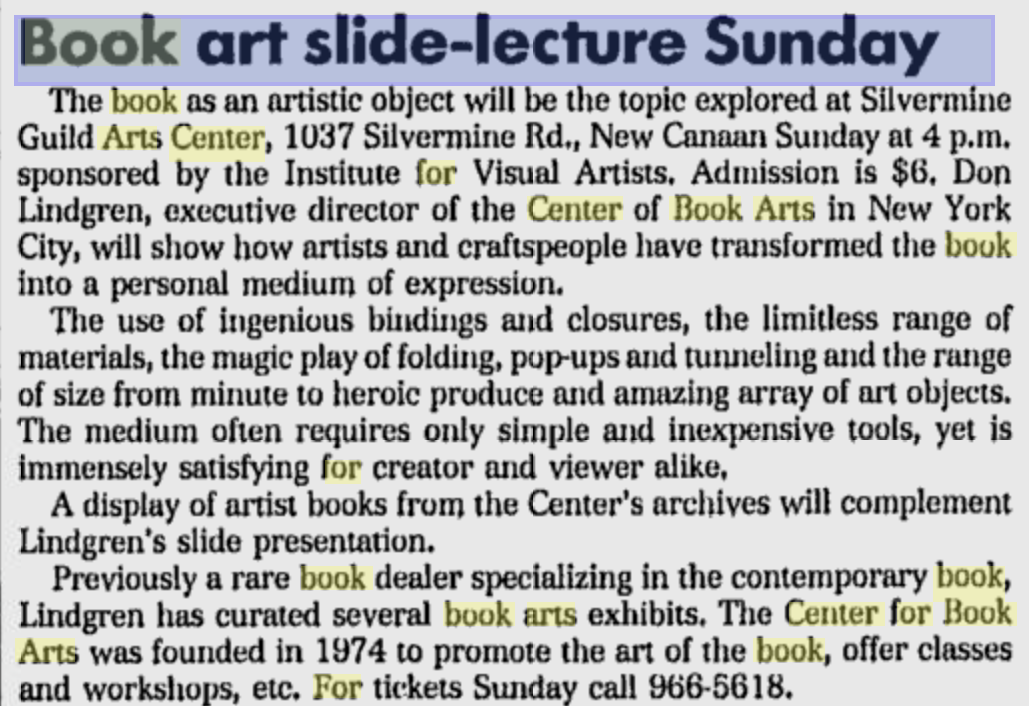 Book art slide-lecture Sunday
The book as an artistic object will be the topic explored at Silvermine
Guild Arts Center, 1037 Silvermine Rd., New Canaan Sunday at 4 p.m.
sponsored by the Institute for Visual Artists. Admission is $6. Don
Lindgren, executive director of the Center of Book Arts in New York
City, will show how artists and craftspeople have transformed the book
into a personal medium of expression.
The use of ingenious bindings and closures, the limitless range of
materials, the magic play of folding, pop-ups and tunneling and the range
of size from minute to heroic produce and amazing array of art objects.
The medium often requires only simple and inexpensive tools, yet is
immensely satisfying for creator and viewer alike.
A display of artist books from the Center's archives will complement
Lindgren's slide presentation.
Previously a rare book dealer specializing in the contemporary book,
Lindgren has curated several book arts exhibits. The Center for Book
Arts was founded in 1974 to promote the art of the book, offer classes
and workshops, etc. For tickets Sunday call 966-5618.